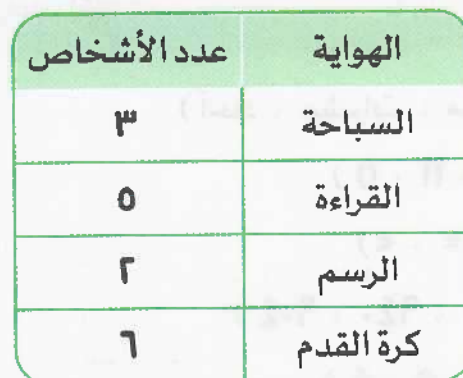 الهواية عدد الأشخاص
السباحة ٣
القراءة ٥
الرسم ٢
كرة القدم ٦